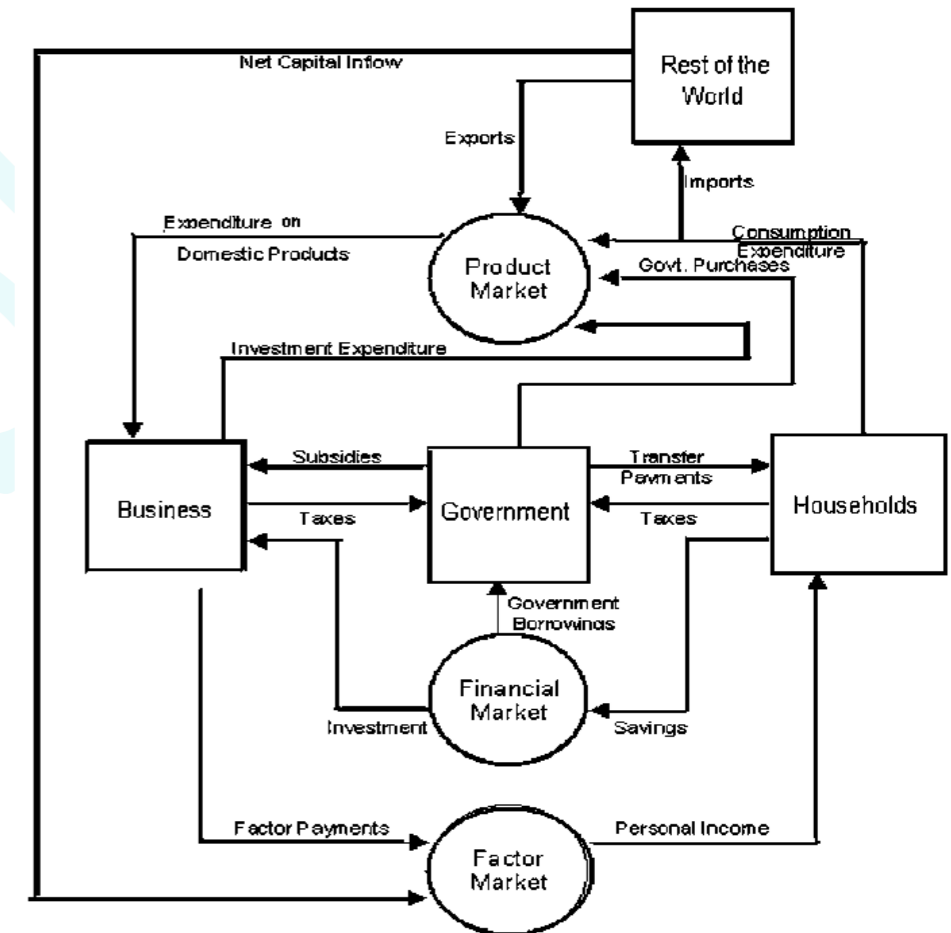 Net Capital Inflow
Rest of the
World
Exports
Imports
Expenditure on
Domestic Products
Product
Market
Consumption
Expenditure
Govt. Purchases
Investment Expenditure
Business
Subsidies
Taxes
Government
Transfer
Payments
Taxes
Households
Government
Borrowings
Financial
Market
Investment
Savings
Factor Payments
Factor
Market
Personal Income